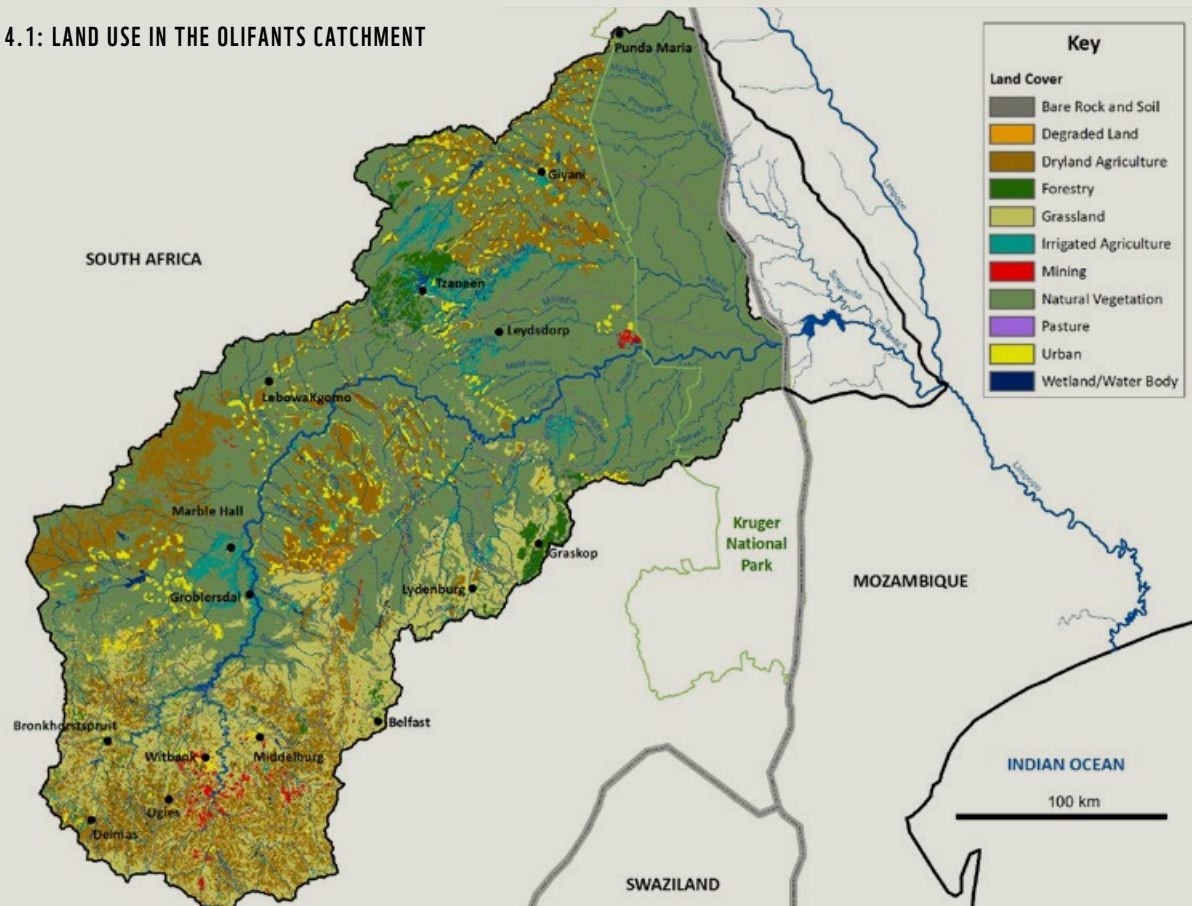 4.1: LAND USE IN THE OLIFANTS CATCHMENT
Key
Land Cover
Bare Rock and Soil
Degraded Land
Dryland Agriculture
Forestry
Grassland
Irrigated Agriculture
Mining
Natural Vegetation
Pasture
Urban
Wetland/Water Body
Punda Maria
Giyani
Limpopo
SOUTH AFRICA
Tzaneen
Letaba
Leydsdorp
LebowaKgomo
Limpopo
Marble Hall
Graskop
Kruger
National
Park
MOZAMBIQUE
Groblersdal
Lydenburg
Belfast
Bronkhorstspruit
Witbank
Middelburg
INDIAN OCEAN
100 km
Ogies
Delmas
SWAZILAND